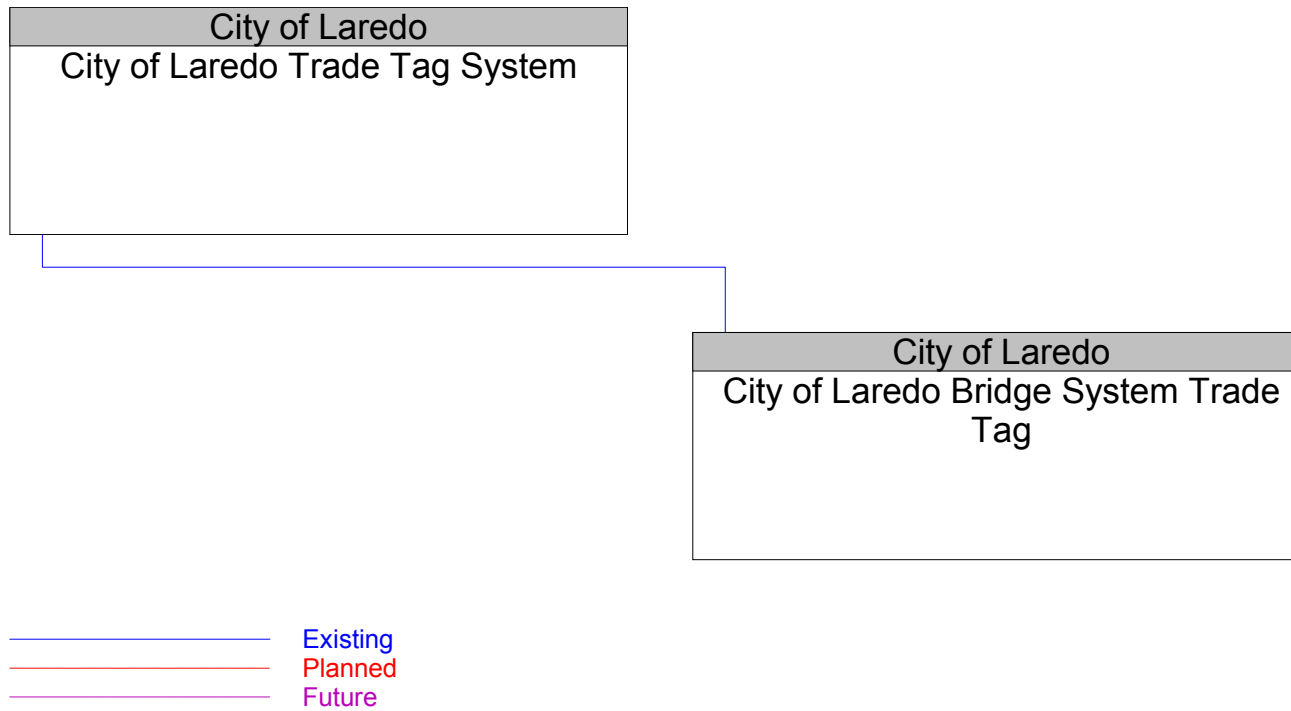 City of Laredo
City of Laredo Trade Tag System
City of Laredo
City of Laredo Bridge System Trade
Tag
Existing
Planned
Future